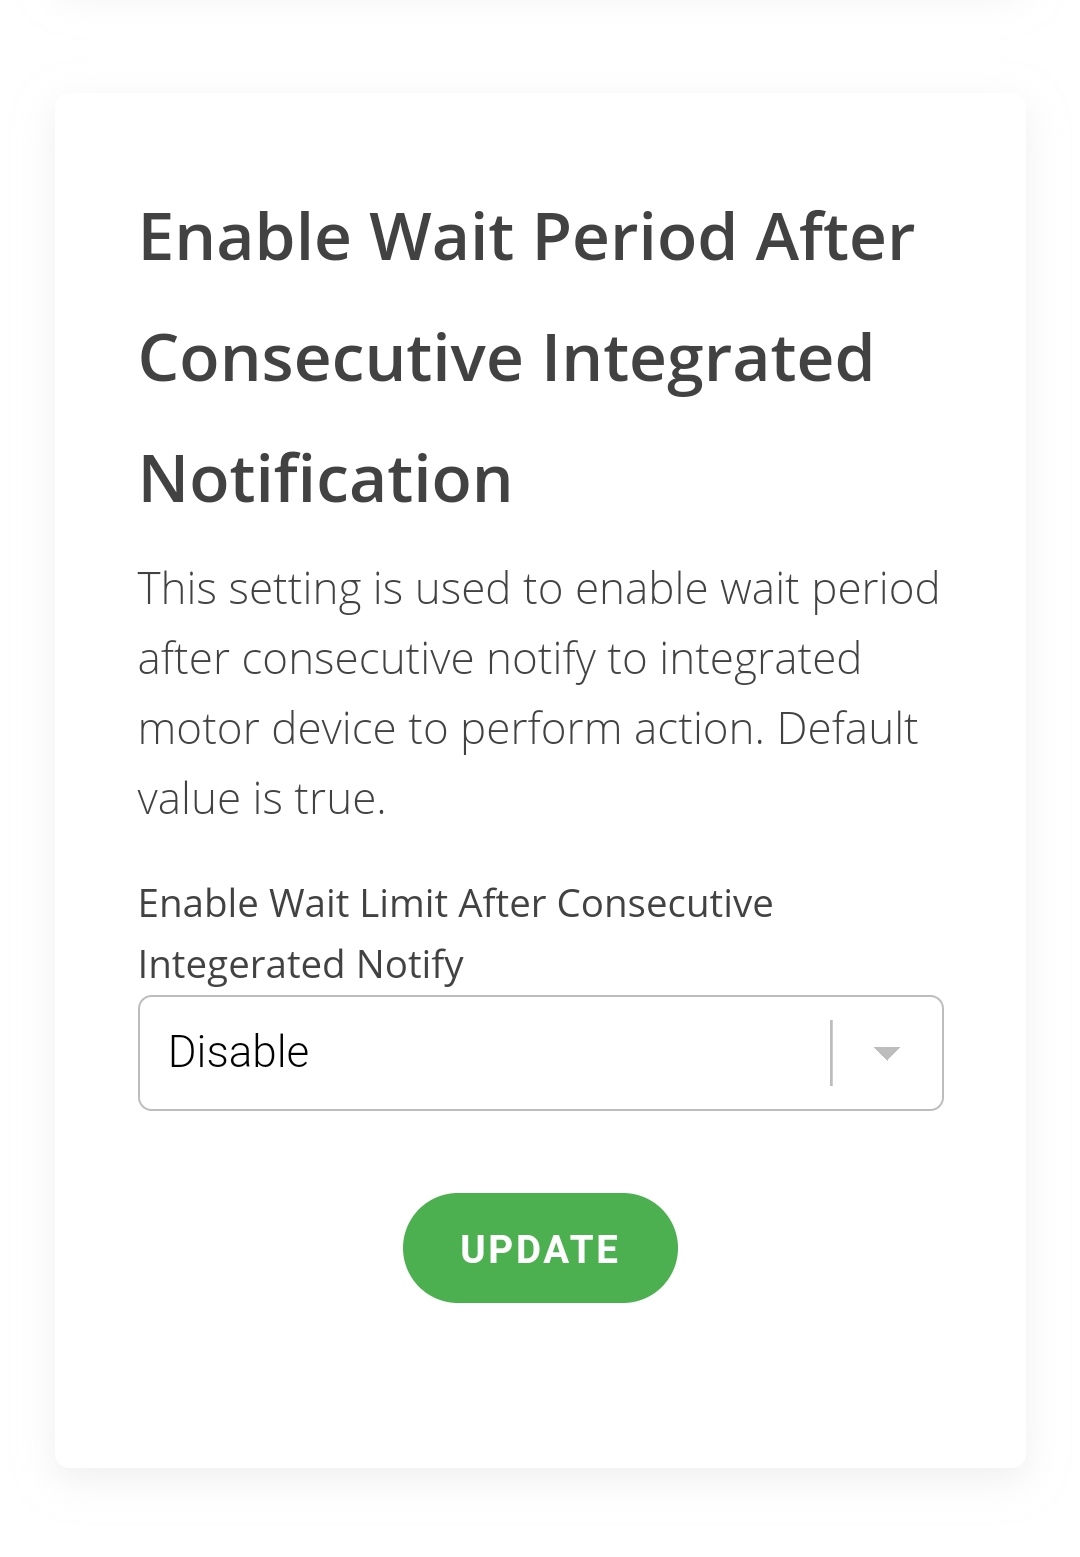 Enable Wait Period After
Consecutive Integrated
Notification
This setting is used to enable wait period
after consecutive notify to integrated
motor device to perform action. Default
value is true.
Enable Wait Limit After Consecutive
Integerated Notify
Disable
UPDATE